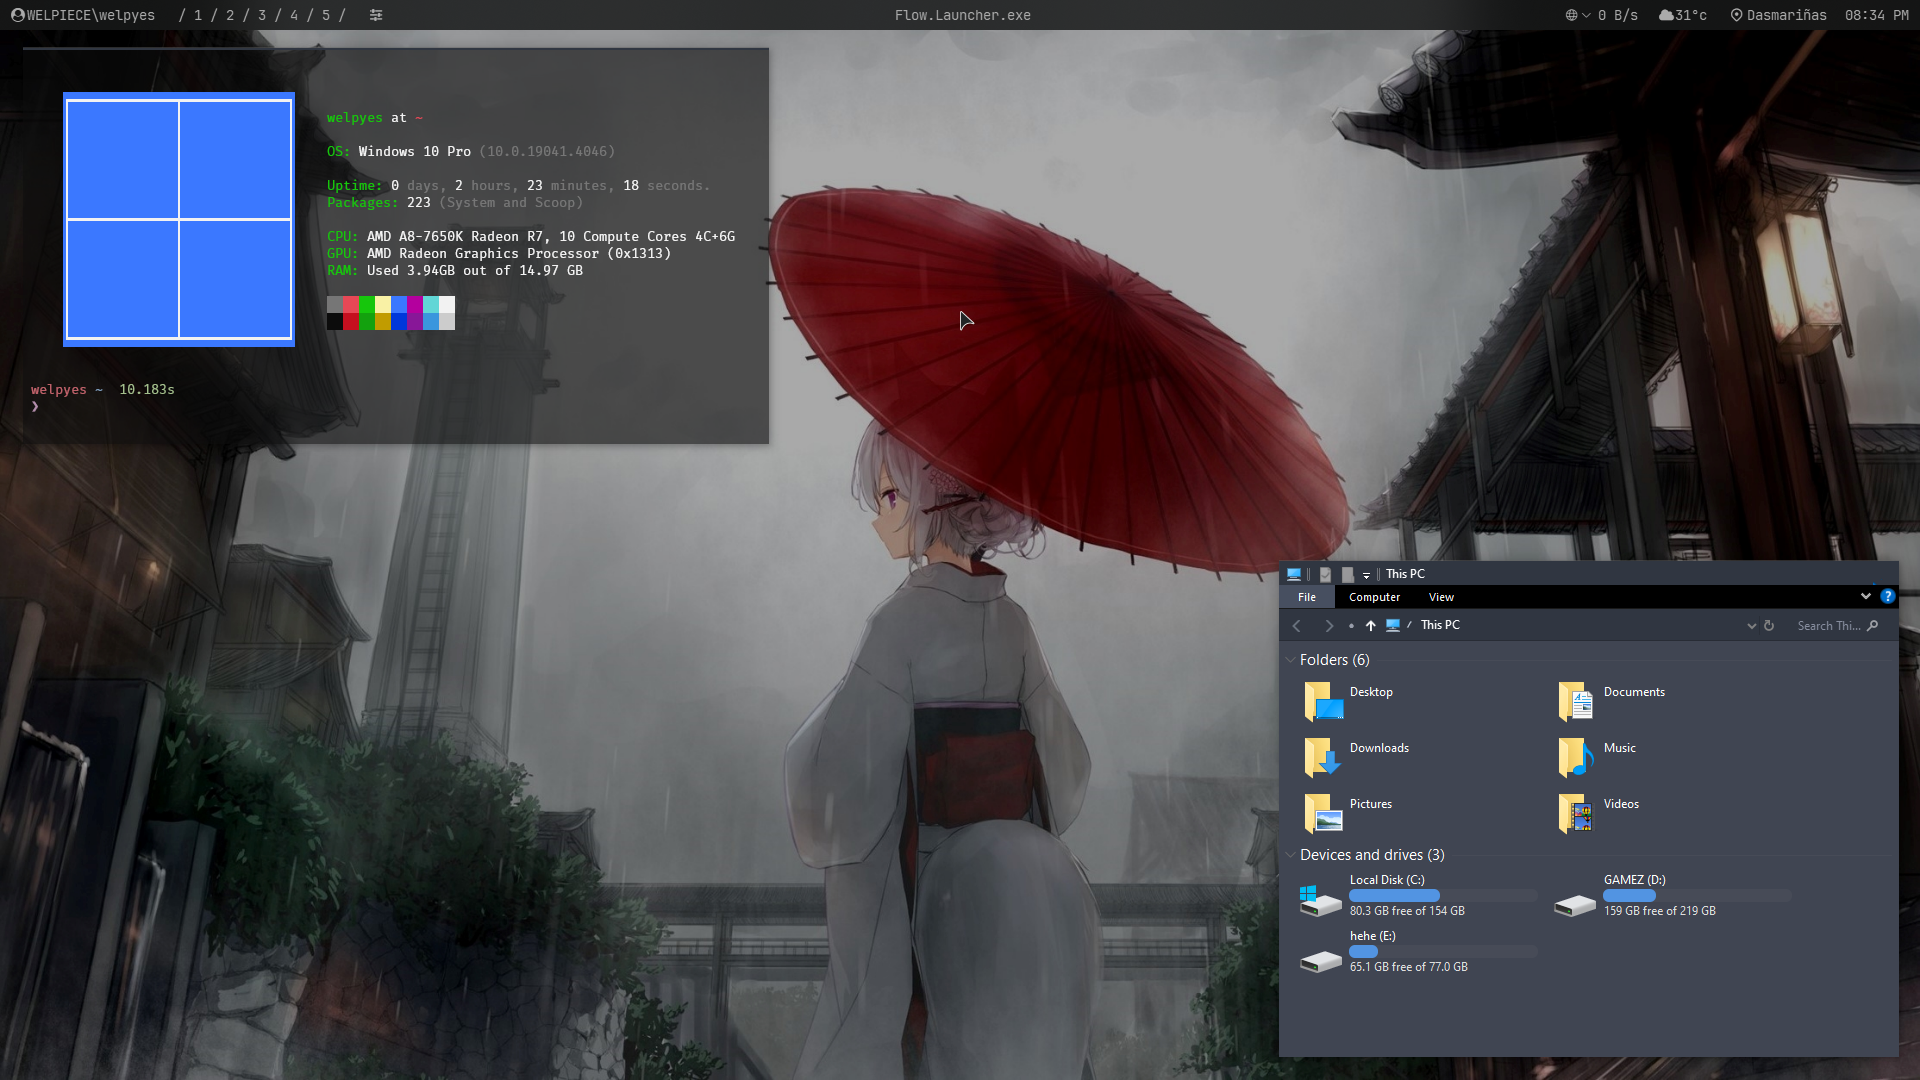 WELPIECE\welpyes / 1 / 2 / 3 / 4 / 5 /
Flow.Launcher.exe
0 B/s 31°c Dasmariñas 08:34 PM
welpyes at ~
OS: Windows 10 Pro (10.0.19041.4046)
Uptime: 0 days, 2 hours, 23 minutes, 18 seconds.
Packages: 223 (System and Scoop)
CPU: AMD A8-7650K Radeon R7, 10 Compute Cores 4C+6G
GPU: AMD Radeon Graphics Processor (0x1313)
RAM: Used 3.94GB out of 14.97 GB
welpyes ~ 10.183s
❯
This PC
File Computer View
/ This PC
Search Thi...
Folders (6)
Desktop
Documents
Downloads
Music
Pictures
Videos
Devices and drives (3)
Local Disk (C:)
80.3 GB free of 154 GB
GAMEZ (D:)
159 GB free of 219 GB
hehe (E:)
65.1 GB free of 77.0 GB